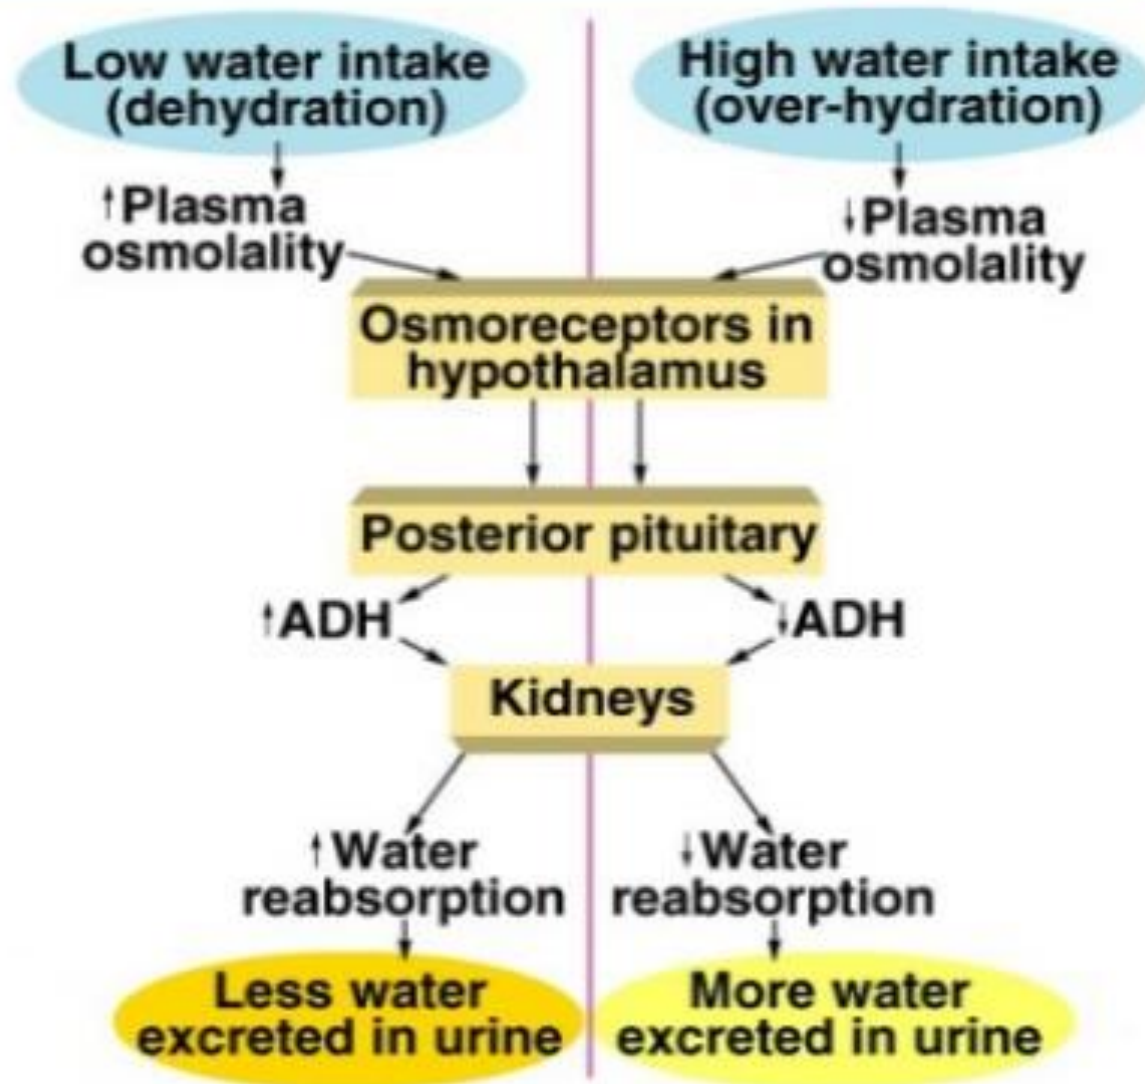 Low water intake
(dehydration)
High water intake
(over-hydration)
↑Plasma
osmolality
↓Plasma
osmolality
Osmoreceptors in
hypothalamus
Posterior pituitary
↑ADH
↓ADH
Kidneys
↑Water
reabsorption
↓Water
reabsorption
Less water
excreted in urine
More water
excreted in urine